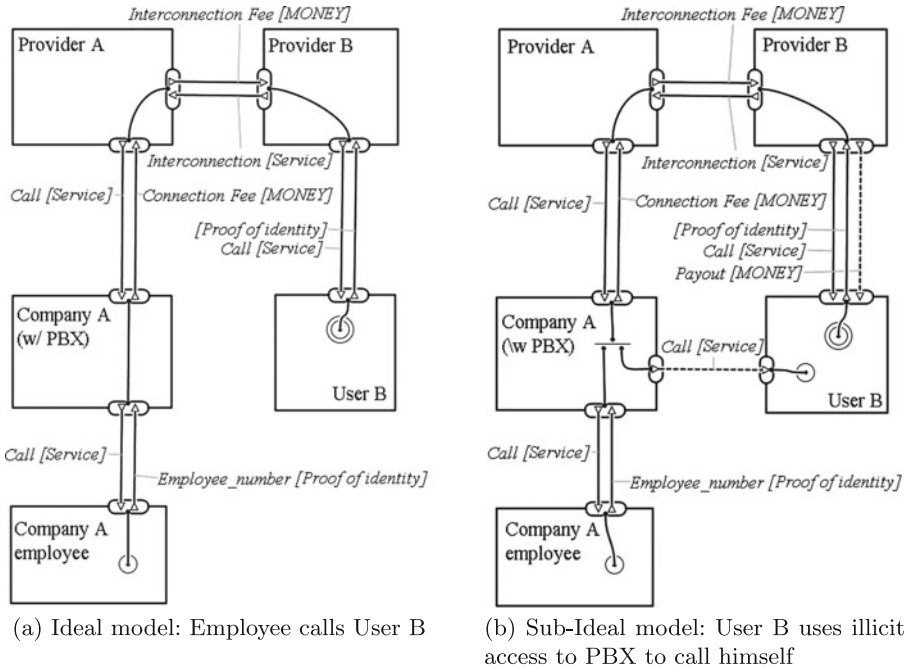 Interconnection Fee [MONEY]
Provider A
Provider B
Interconnection [Service]
Call [Service]
Connection Fee [MONEY]
[Proof of identity]
Call [Service]
Company A
(w/ PBX)
User B
Call [Service]
Employee_number [Proof of identity]
Company A
employee
(a) Ideal model: Employee calls User B
Interconnection Fee [MONEY]
Provider A
Provider B
Interconnection [Service]
Call [Service]
Connection Fee [MONEY]
[Proof of identity]
Call [Service]
Payout [MONEY]
Company A
(\w PBX)
Call [Service]
User B
Call [Service]
Employee_number [Proof of identity]
Company A
employee
(b) Sub-Ideal model: User B uses illicit
access to PBX to call himself